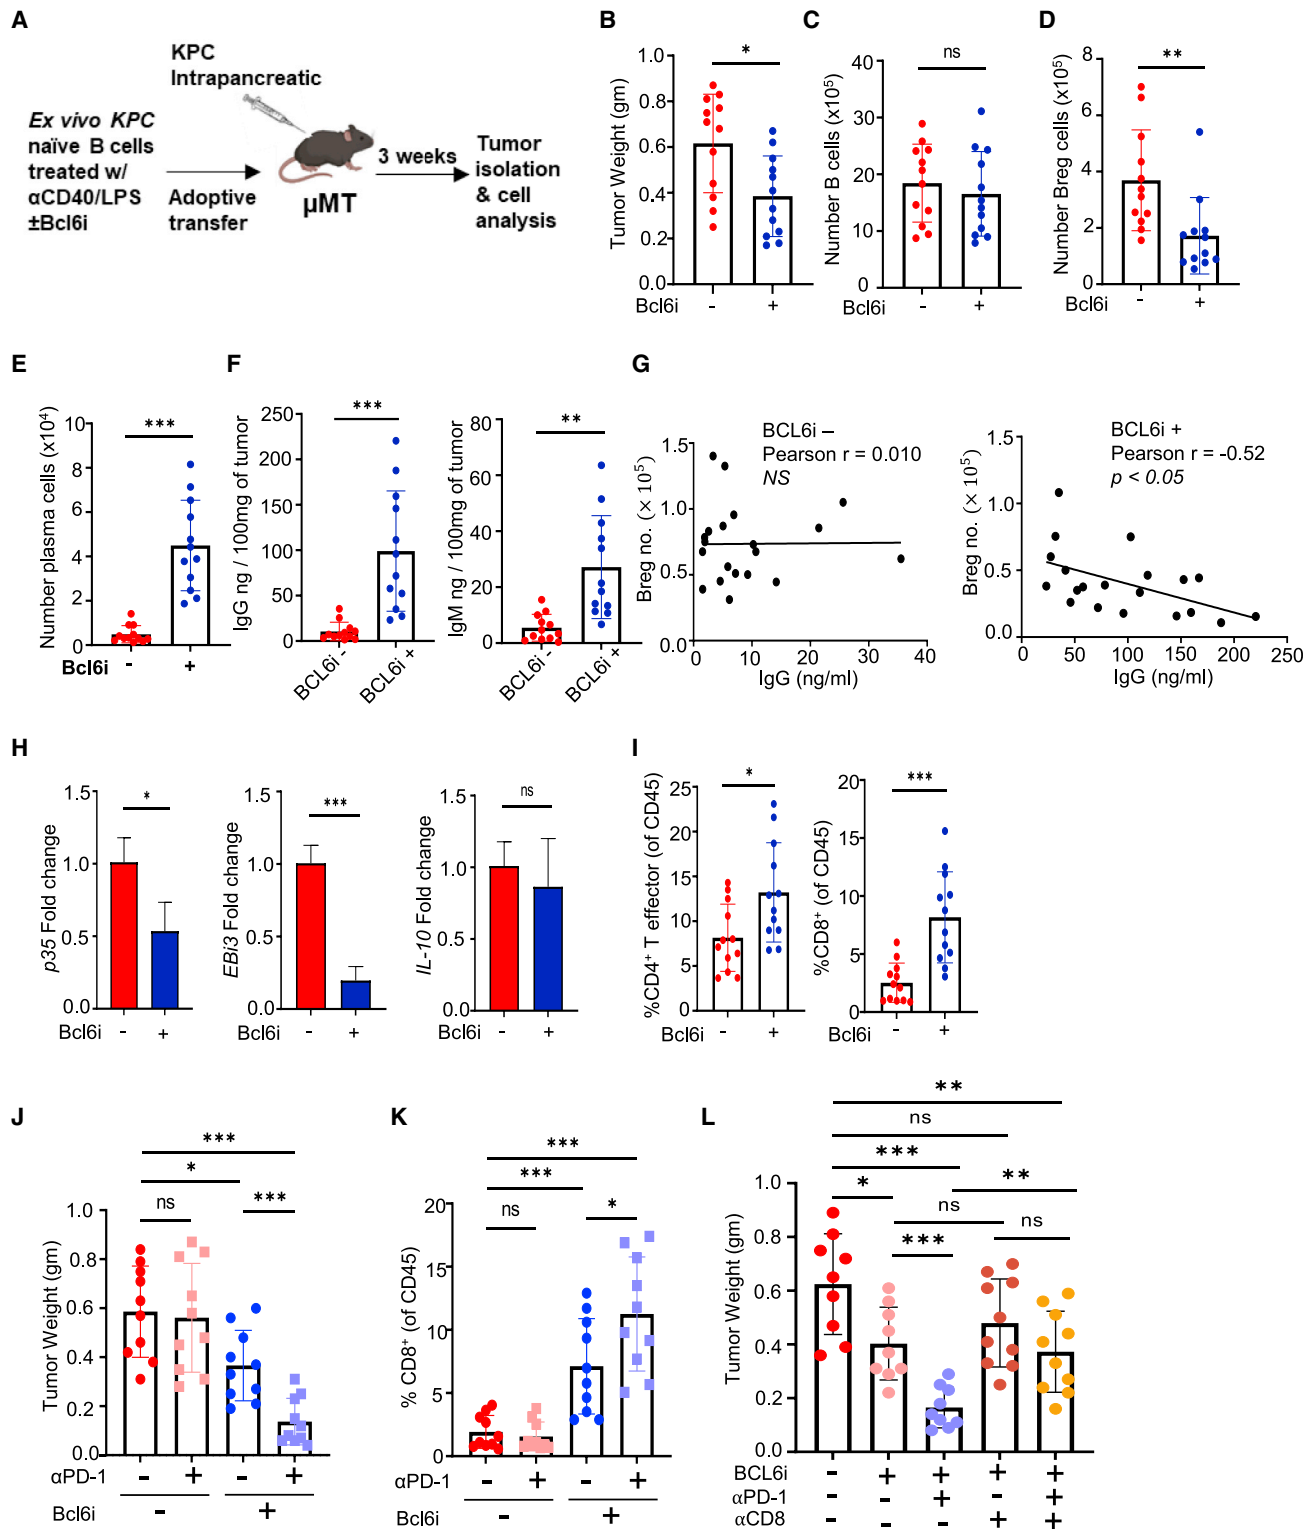 A
KPC
Intrapancreatic
Ex vivo KPC
naïve B cells
treated w/
αCD40/LPS
±Bcl6i
Adoptive
transfer
μMT
3 weeks
Tumor
isolation
& cell
analysis
B
Tumor Weight (gm)
1.0
0.8
0.6
0.4
0.2
0.0
*
Bcl6i - +
C
Number B cells (x10⁵)
40
30
20
10
0
ns
Bcl6i - +
D
Number Breg cells (x10⁵)
8
6
4
2
0
**
Bcl6i - +
E
Number plasma cells (x10⁴)
10
8
6
4
2
0
***
Bcl6i - +
F
IgG ng / 100mg of tumor
250
200
150
100
50
0
***
BCL6i - BCL6i +
IgM ng / 100mg of tumor
80
60
40
20
0
**
BCL6i - BCL6i +
G
BCL6i –
Pearson r = 0.010
NS
Breg no. (× 10⁵)
1.5
1.0
0.5
0.0
0 10 20 30 40
IgG (ng/ml)
BCL6i +
Pearson r = -0.52
p < 0.05
Breg no. (× 10⁵)
1.5
1.0
0.5
0.0
0 50 100 150 200 250
IgG (ng/ml)
H
p35 Fold change
1.5
1.0
0.5
0.0
*
Bcl6i - +
EBi3 Fold change
1.5
1.0
0.5
0.0
***
Bcl6i - +
IL-10 Fold change
1.5
1.0
0.5
0.0
ns
Bcl6i - +
I
%CD4⁺ T effector (of CD45)
25
20
15
10
5
0
*
Bcl6i - +
%CD8⁺ (of CD45)
20
15
10
5
0
***
Bcl6i - +
J
Tumor Weight (gm)
1.0
0.8
0.6
0.4
0.2
0.0
***
*
ns
***
αPD-1 - + - +
Bcl6i - +
K
% CD8⁺ (of CD45)
20
15
10
5
0
***
***
ns
*
αPD-1 - + - +
Bcl6i - +
L
Tumor Weight (gm)
1.0
0.8
0.6
0.4
0.2
0.0
**
ns
***
**
*
ns
***
ns
BCL6i - + + + +
αPD-1 - - + - +
αCD8 - - - + +